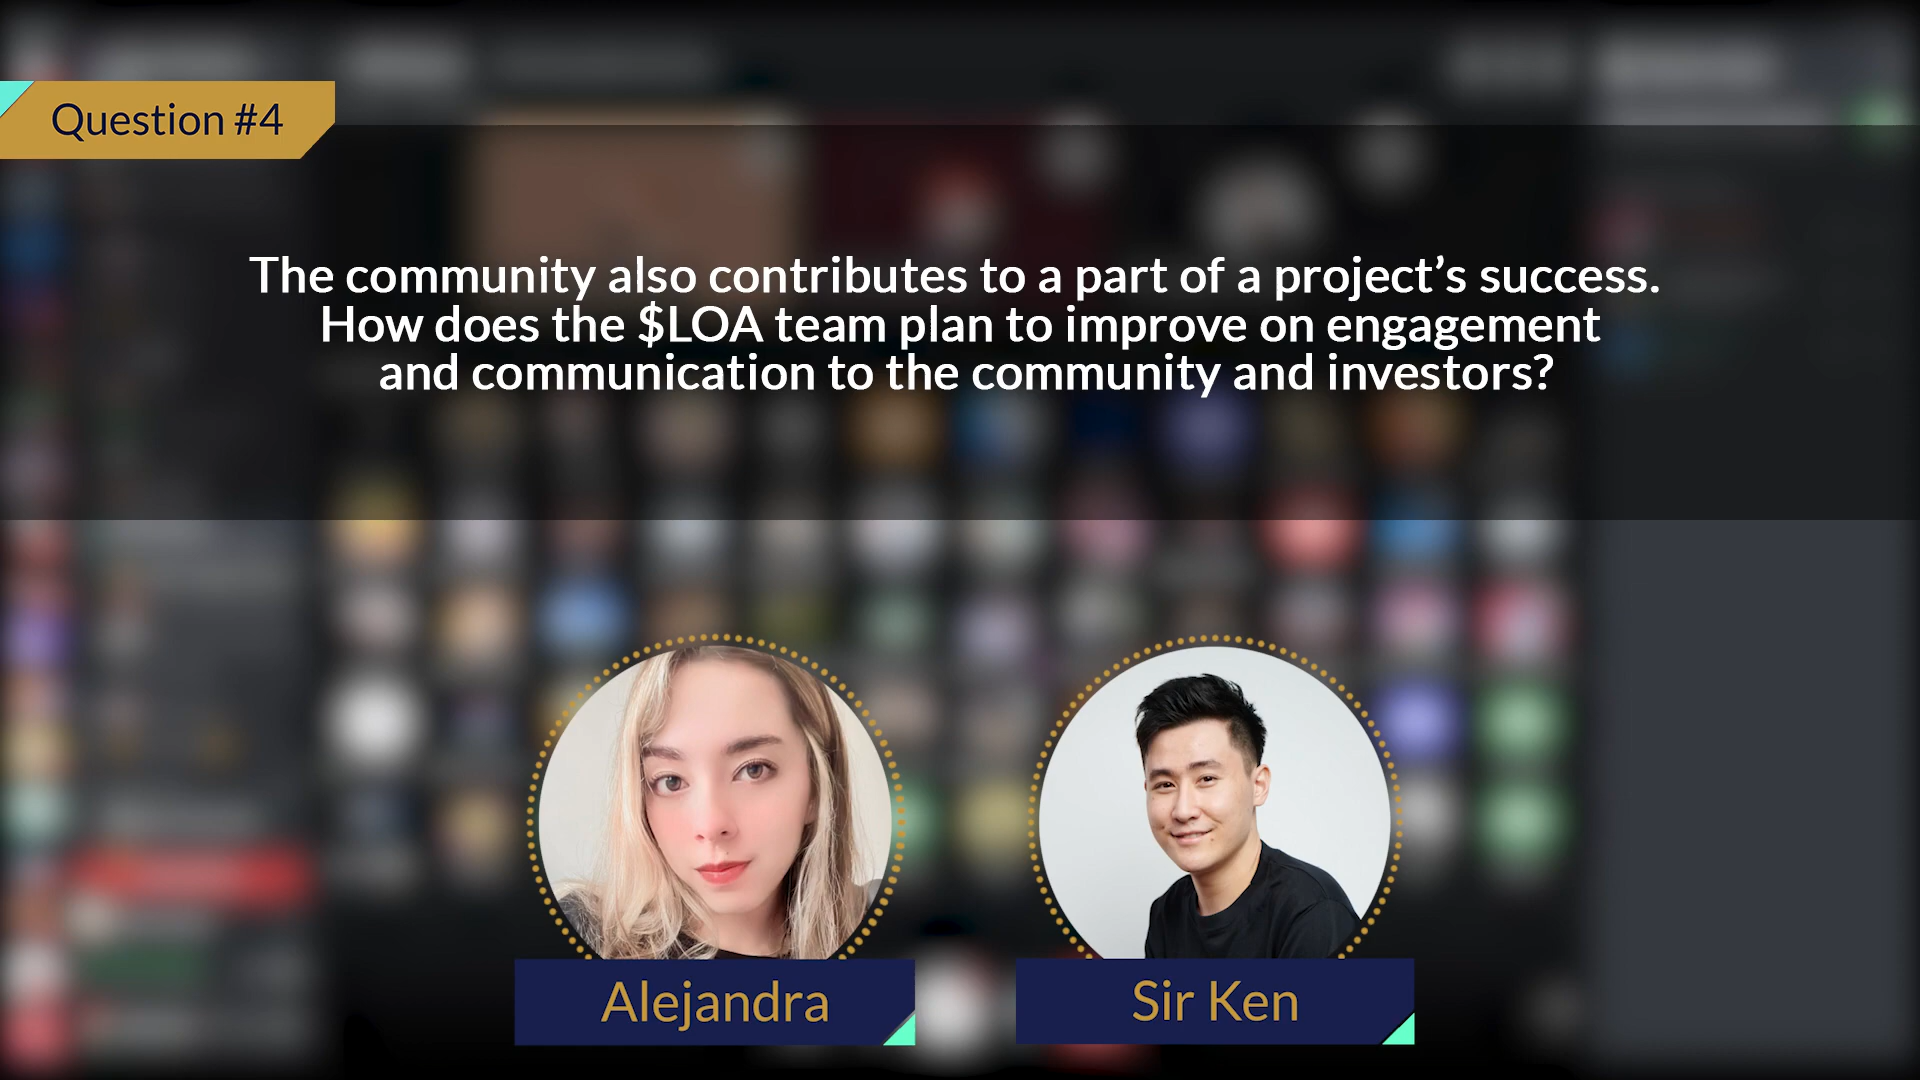 Question #4
The community also contributes to a part of a project’s success.
How does the $LOA team plan to improve on engagement
and communication to the community and investors?
Alejandra
Sir Ken